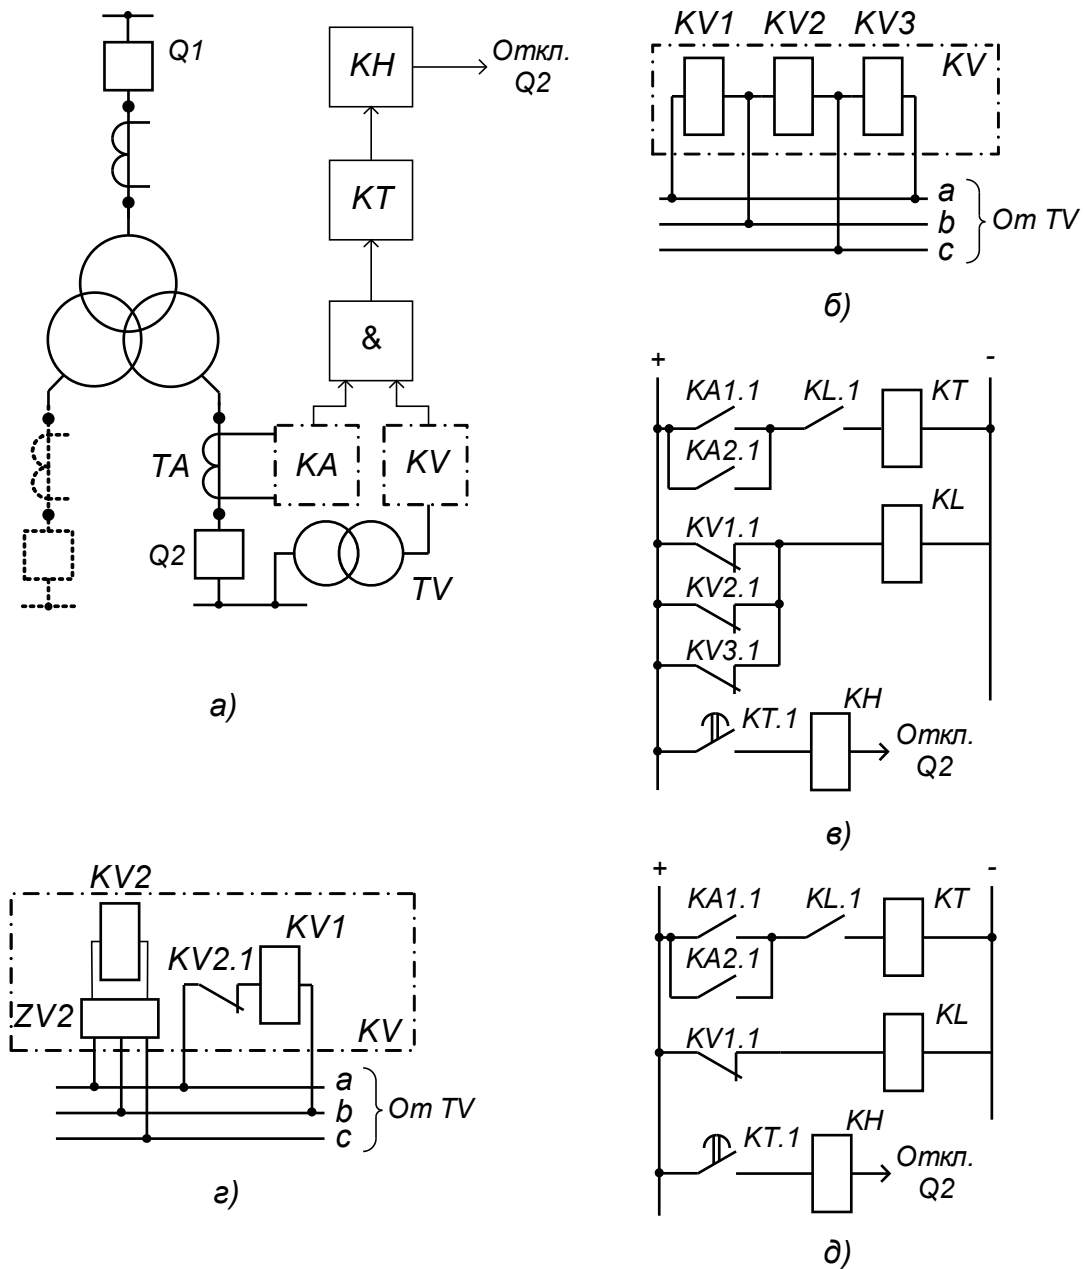 Q1
KH
Откл.
Q2
KT
&
TA
KA
KV
Q2
TV
а)
KV1 KV2 KV3
KV
a
b
c
От TV
б)
+ -
KA1.1 KL.1 KT
KA2.1
KL
KV1.1
KV2.1
KV3.1
KT.1 KH
Откл.
Q2
в)
KV2
KV1
KV2.1
ZV2
KV
a
b
c
От TV
г)
+ -
KA1.1 KL.1 KT
KA2.1
KL
KV1.1
KT.1 KH
Откл.
Q2
д)